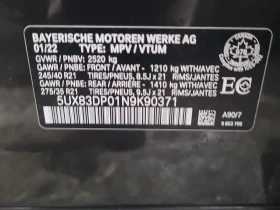 BAYERISCHE MOTOREN WERKE AG
01/22 TYPE: MPV / VTUM
GVWR / PNBV: 2520 kg
GAWR / PNBE - FRONT / AVANT - 1210 kg WITH/AVEC
245/40 R21 TIRES/PNEUS, 8.5J x 21 RIMS/JANTES
GAWR / PNBE - REAR / ARRIERE - 1410 kg WITH/AVEC
275/35 R21 TIRES/PNEUS, 9.5J x 21 RIMS/JANTES
EC
5UX83DP01N9K90371
A90/7